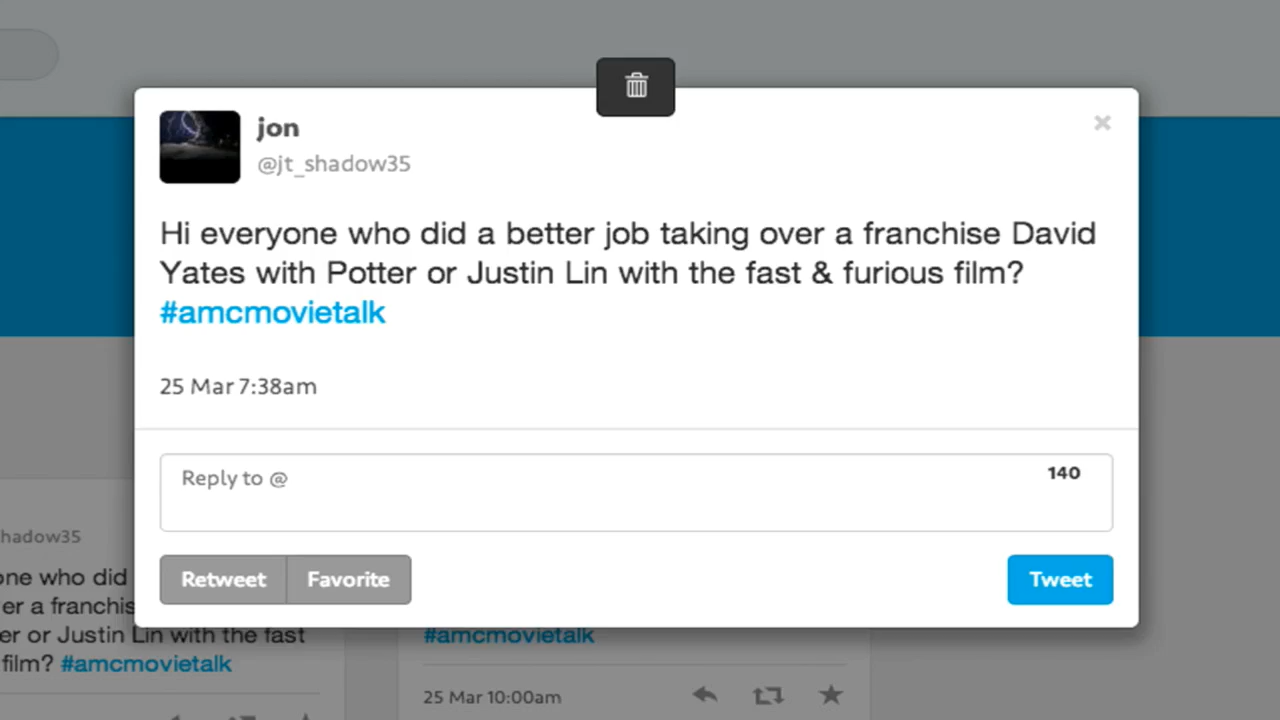 jon
@jt_shadow35
Hi everyone who did a better job taking over a franchise David
Yates with Potter or Justin Lin with the fast & furious film?
#amcmovietalk
25 Mar 7:38am
Reply to @
140
Retweet
Favorite
Tweet
hadow35
one who did
er a franchis
er or Justin Lin with the fast
film? #amcmovietalk
#amcmovietalk
25 Mar 10:00am